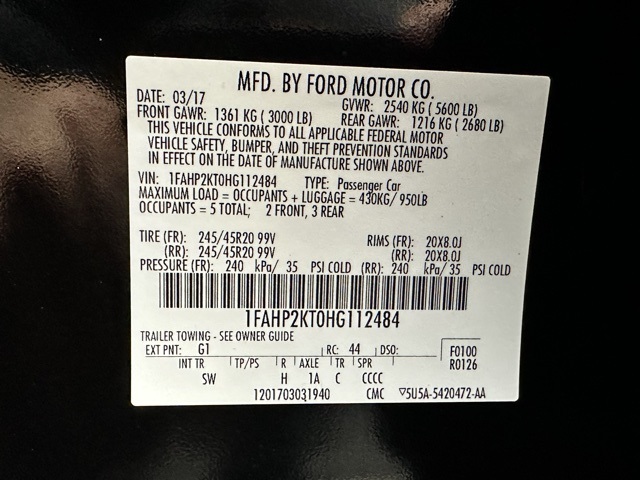 MFD. BY FORD MOTOR CO.
DATE: 03/17 GVWR: 2540 KG ( 5600 LB)
FRONT GAWR: 1361 KG ( 3000 LB) REAR GAWR: 1216 KG ( 2680 LB)
THIS VEHICLE CONFORMS TO ALL APPLICABLE FEDERAL MOTOR
VEHICLE SAFETY, BUMPER, AND THEFT PREVENTION STANDARDS
IN EFFECT ON THE DATE OF MANUFACTURE SHOWN ABOVE.
VIN: 1FAHP2KT0HG112484 TYPE: Passenger Car
MAXIMUM LOAD = OCCUPANTS + LUGGAGE = 430KG/ 950LB
OCCUPANTS = 5 TOTAL; 2 FRONT, 3 REAR
TIRE (FR): 245/45R20 99V RIMS (FR): 20X8.0J
(RR): 245/45R20 99V (RR): 20X8.0J
PRESSURE (FR): 240 kPa/ 35 PSI COLD (RR): 240 kPa/ 35 PSI COLD
1FAHP2KT0HG112484
TRAILER TOWING - SEE OWNER GUIDE
EXT PNT: G1 RC: 44 DSO: F0100
INT TR TP/PS R AXLE TR SPR R0126
SW H 1A C CCCC
1201703031940 CMC ▽5U5A-5420472-AA